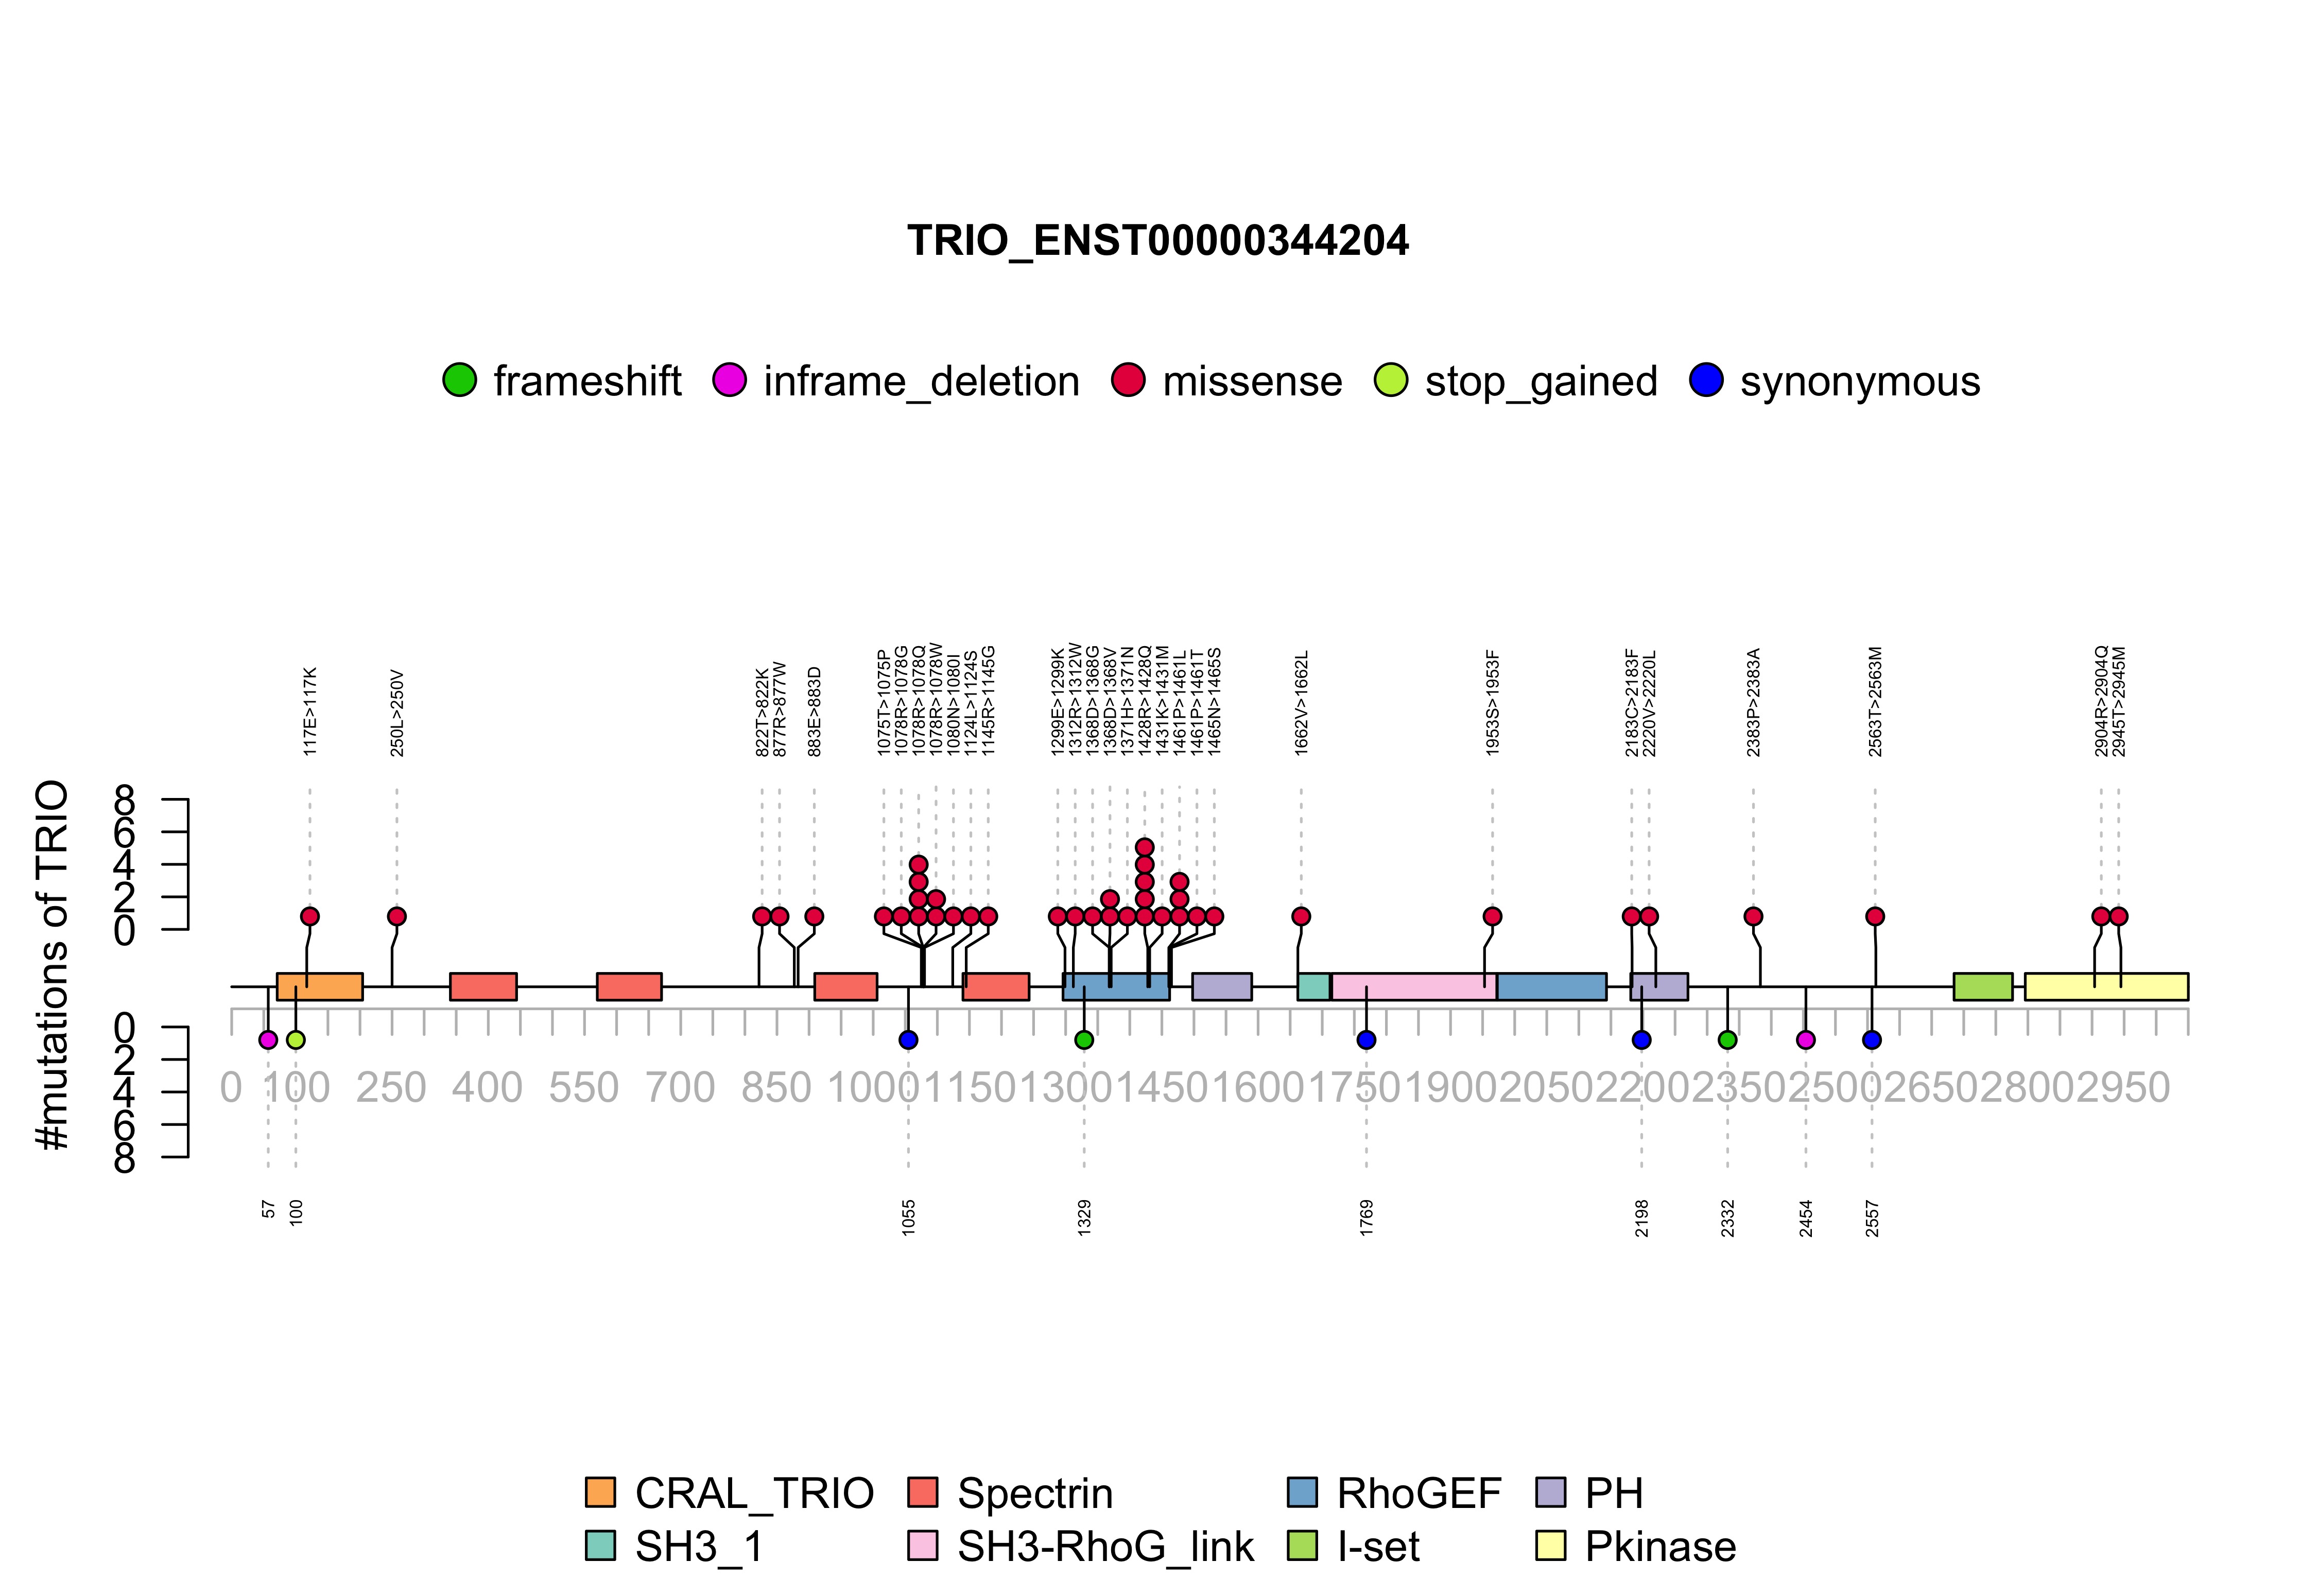 TRIO_ENST00000344204
frameshift inframe_deletion missense stop_gained synonymous
117E>117K
250L>250V
822T>822K
877R>877W
883E>883D
1075T>1075P
1078R>1078G
1078R>1078Q
1078R>1078W
1080N>1080I
1124L>1124S
1145R>1145G
1299E>1299K
1312R>1312W
1368D>1368G
1368D>1368V
1371H>1371N
1428R>1428Q
1431K>1431M
1461P>1461L
1461P>1461T
1465N>1465S
1662V>1662L
1953S>1953F
2183C>2183F
2220V>2220L
2383P>2383A
2563T>2563M
2904R>2904Q
2945T>2945M
#mutations of TRIO
8
6
4
2
0
0
2
4
6
8
0 100 250 400 550 700 850 1000 1150 1300 1450 1600 1750 1900 2050 2200 2350 2500 2650 2800 2950
57 100 1055 1329 1769 2198 2332 2454 2557
CRAL_TRIO Spectrin RhoGEF PH
SH3_1 SH3-RhoG_link I-set Pkinase